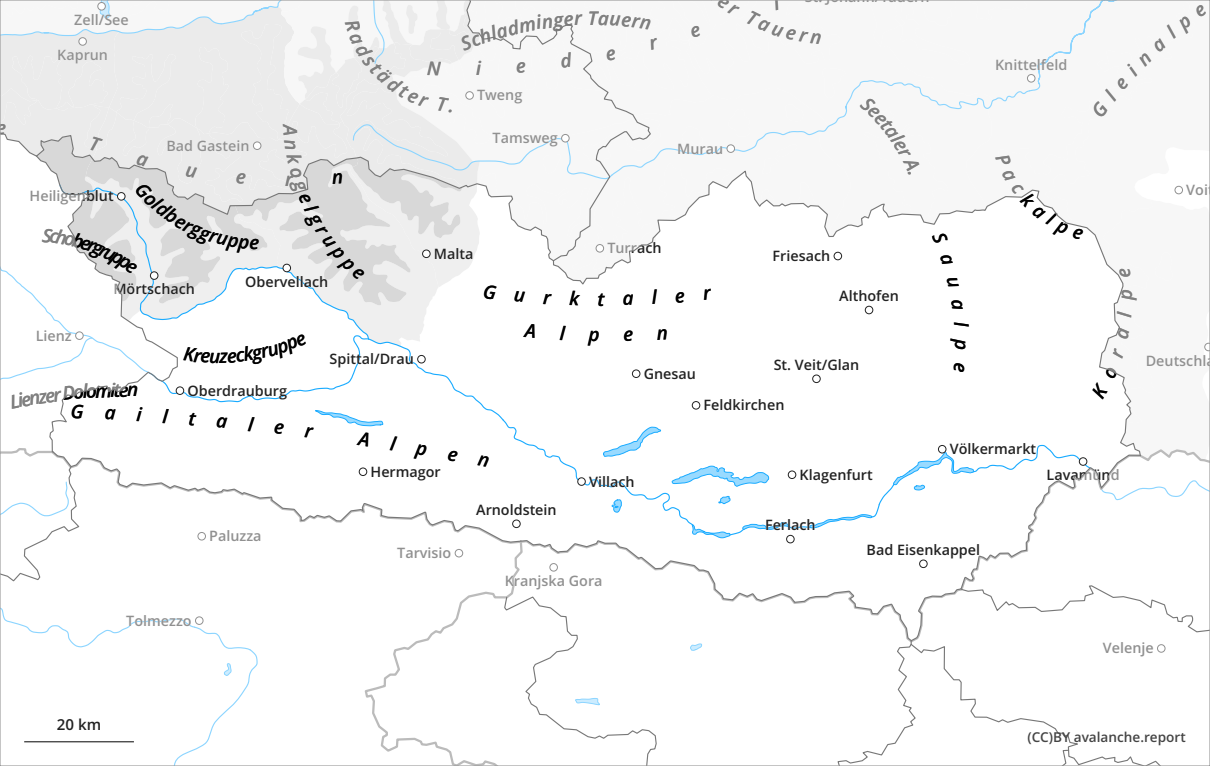 Zell/See
Kaprun
Schladminger Tauern
er Tauern
Radstädter T.
Niedere
Tweng
Knittelfeld
Gleinalpe
Tauern
Bad Gastein
Ankogelgruppe
Tamsweg
Murau
Seetaler A.
Packalpe
Voit
Heiligenblut
Goldberggruppe
Schobergruppe
Mörtschach
Obervellach
Malta
Turrach
Friesach
Saualpe
Gurktaler
Alpen
Althofen
Koralpe
Lienz
Kreuzeckgruppe
Spittal/Drau
Gnesau
St. Veit/Glan
Deutschla
Lienzer Dolomiten
Oberdrauburg
Feldkirchen
Gailtaler Alpen
Hermagor
Villach
Klagenfurt
Völkermarkt
Lavamünd
Arnoldstein
Ferlach
Bad Eisenkappel
Paluzza
Tarvisio
Kranjska Gora
Tolmezzo
Velenje
20 km
(CC)BY avalanche.report